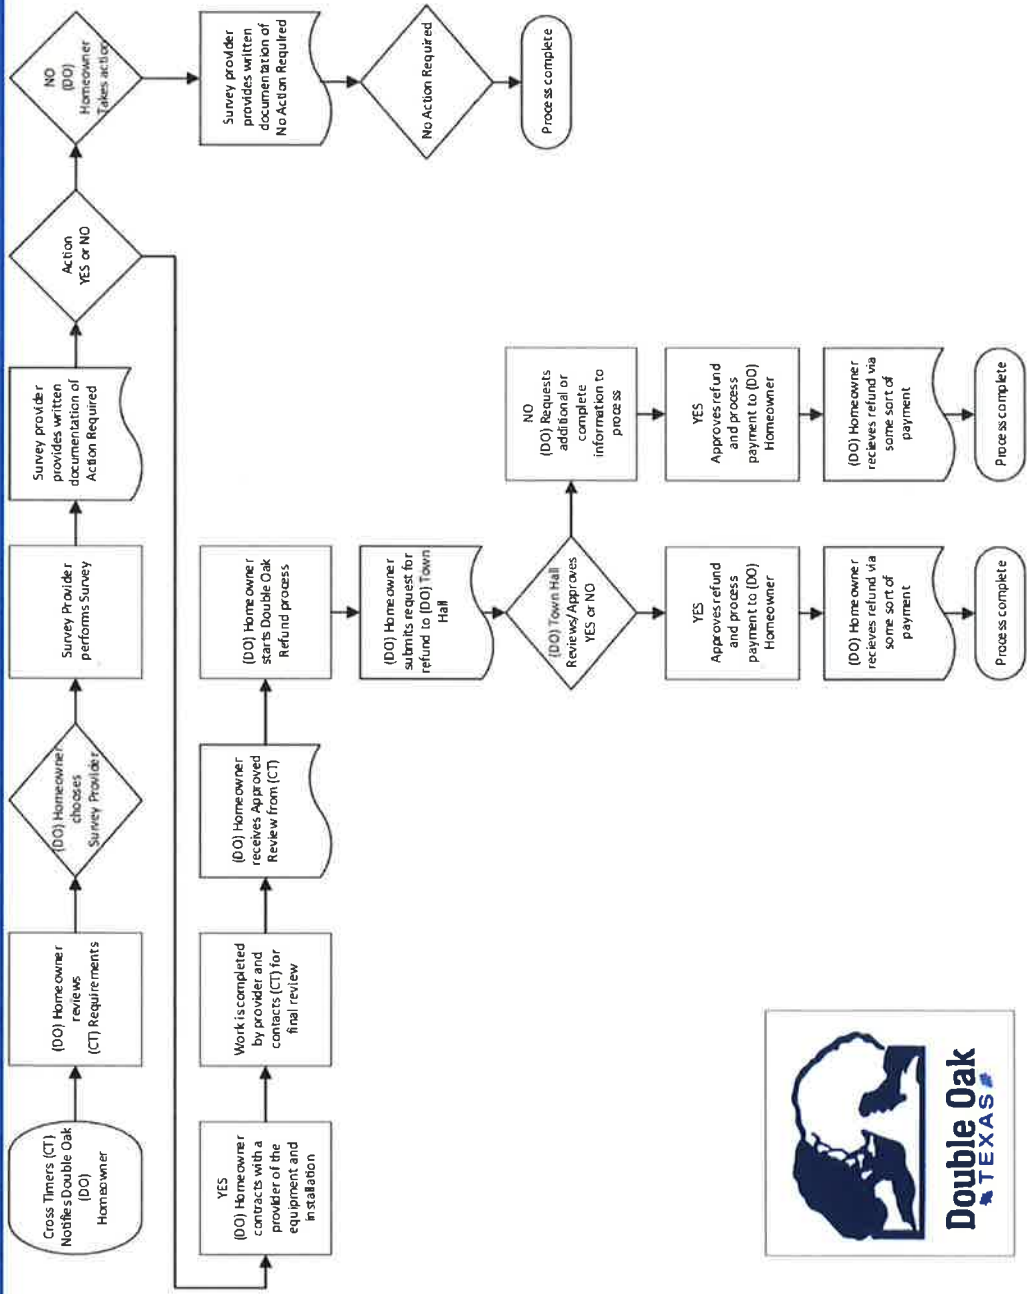 Cross Timers (CT)
Notifies Double Oak
(DO)
Homeowner
(DO) Homeowner
reviews
(CT) Requirements
(DO) Homeowner
chooses
Survey Provider
Survey Provider
performs Survey
Survey provider
provides written
documentation of
Action Required
Action
YES or NO
NO
(DO)
Homeowner
Takes action
Survey provider
provides written
documentation of
No Action Required
No Action Required
Process complete
YES
(DO) Homeowner
contracts with a
provider of the
equipment and
installation
Work is completed
by provider and
contacts (CT) for
final review
(DO) Homeowner
receives Approved
Review from (CT)
(DO) Homeowner
starts Double Oak
Refund process
(DO) Homeowner
submits request for
refund to (DO) Town
Hall
(DO) Town Hall
Reviews/Approves
YES or NO
NO
(DO) Requests
additional or
complete
information to
process
YES
Approves refund
and process
payment to (DO)
Homeowner
(DO) Homeowner
recieves refund via
some sort of
payment
Process complete
YES
Approves refund
and process
payment to (DO)
Homeowner
(DO) Homeowner
recieves refund via
some sort of
payment
Process complete
Double Oak
TEXAS